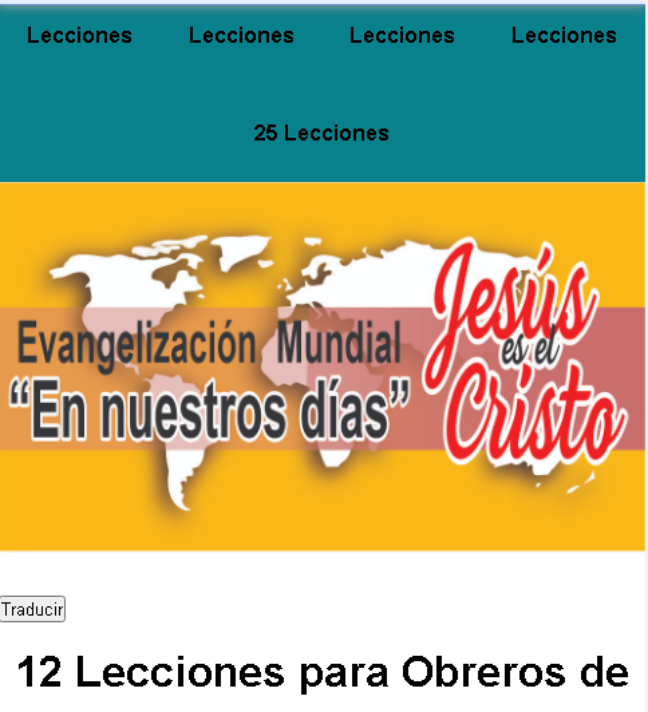 Lecciones Lecciones Lecciones Lecciones
25 Lecciones
Evangelización Mundial
“En nuestros días”
Jesús
es el
Cristo
Traducir
12 Lecciones para Obreros de